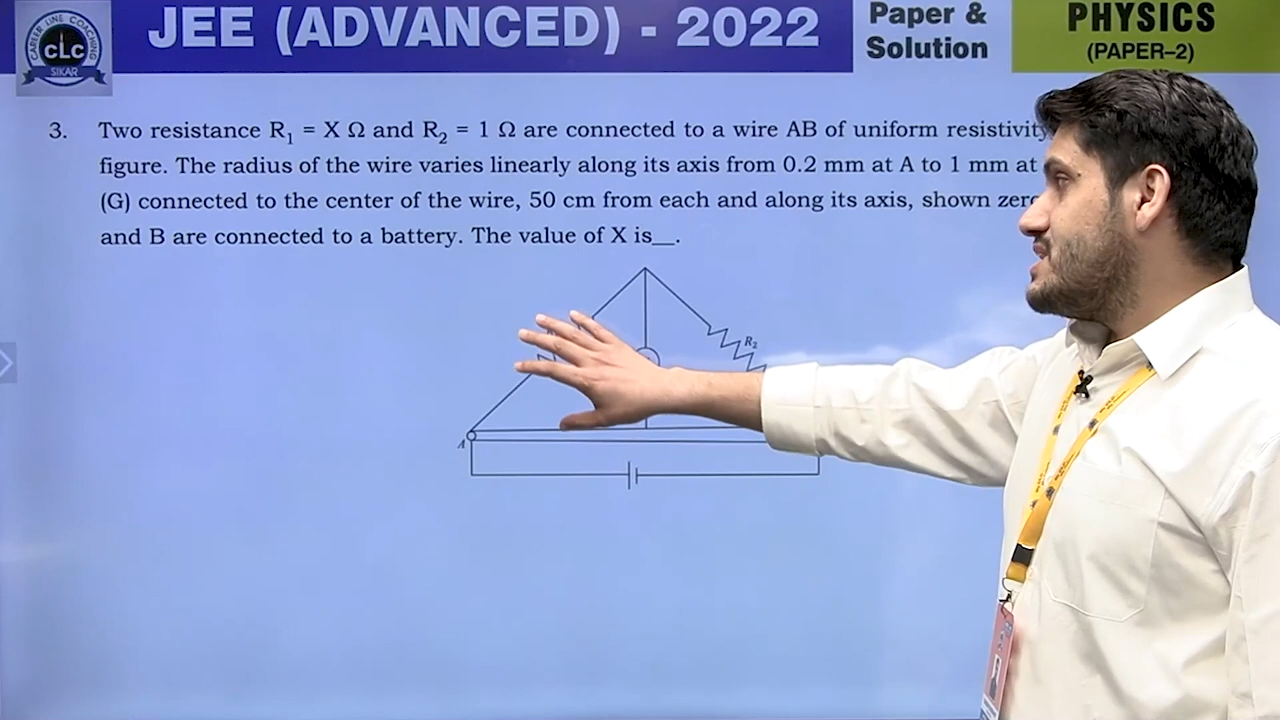 CAREER LINE COACHING
CLC
SIKAR
JEE (ADVANCED) - 2022
Paper &
Solution
PHYSICS
(PAPER–2)
3. Two resistance R₁ = X Ω and R₂ = 1 Ω are connected to a wire AB of uniform resistivity
figure. The radius of the wire varies linearly along its axis from 0.2 mm at A to 1 mm at
(G) connected to the center of the wire, 50 cm from each and along its axis, shown zero
and B are connected to a battery. The value of X is__.
R₂
A